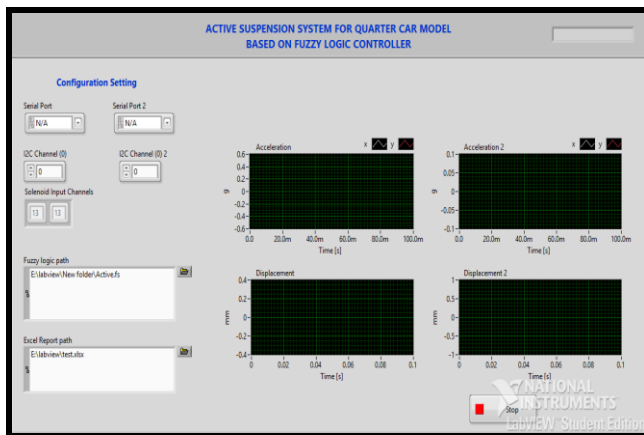 ACTIVE SUSPENSION SYSTEM FOR QUARTER CAR MODEL
BASED ON FUZZY LOGIC CONTROLLER
Configuration Setting
Serial Port
Serial Port 2
N/A
N/A
I2C Channel (0)
I2C Channel (0) 2
0
0
Solenoid Input Channels
13 13
Fuzzy logic path
E:\labview\New folder\Active.fs
Excel Report path
E:\labview\test.xlsx
Acceleration
x y
0.6
0.4
0.2
0.0
-0.2
-0.4
-0.6
g
0.0 20.0m 40.0m 60.0m 80.0m 100.0m
Time [s]
Acceleration 2
x y
0.1
0.05
0.0
-0.05
-0.1
g
0.0 20.0m 40.0m 60.0m 80.0m 100.0m
Time [s]
Displacement
0.4
0.2
0
-0.2
-0.4
mm
0 0.02 0.04 0.06 0.08 0.1
Time [s]
Displacement 2
1
0.5
0
-0.5
-1
mm
0 0.02 0.04 0.06 0.08 0.1
Time [s]
Stop
NATIONAL
INSTRUMENTS
LabVIEW Student Edition